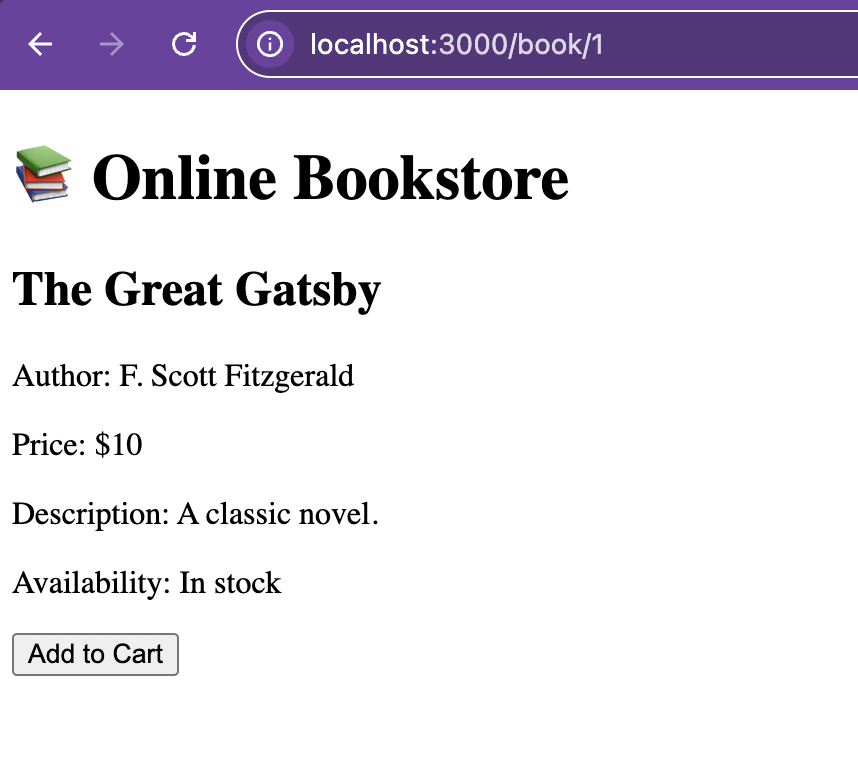 localhost:3000/book/1
📚 Online Bookstore
The Great Gatsby
Author: F. Scott Fitzgerald
Price: $10
Description: A classic novel.
Availability: In stock
Add to Cart